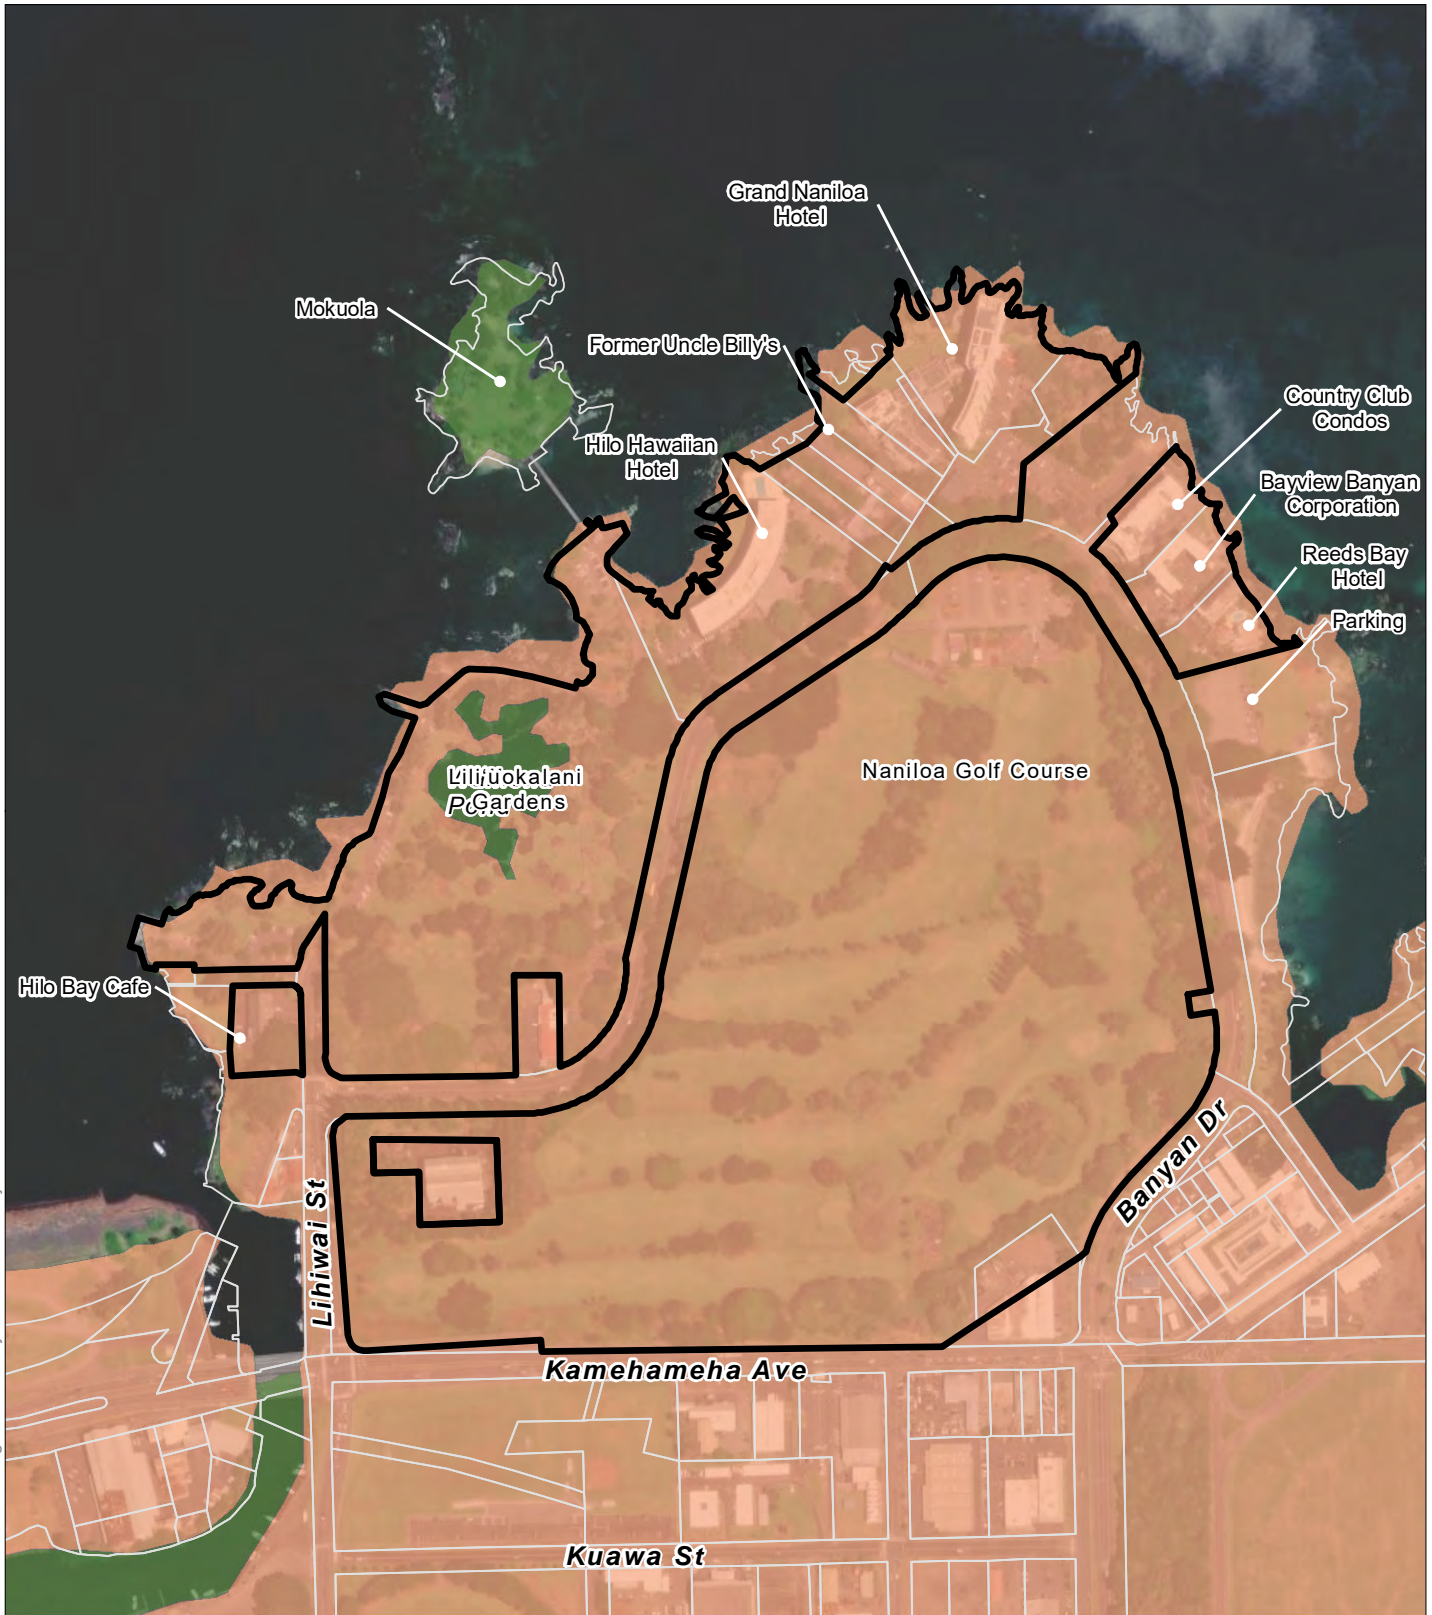 Grand Naniloa
Hotel
Mokuola
Former Uncle Billy's
Country Club
Condos
Hilo Hawaiian
Hotel
Bayview Banyan
Corporation
Reeds Bay
Hotel
Parking
Naniloa Golf Course
Gardens
Hilo Bay Cafe
Banyan Dr
Lihiwai St
Kamehameha Ave
Kuawa St